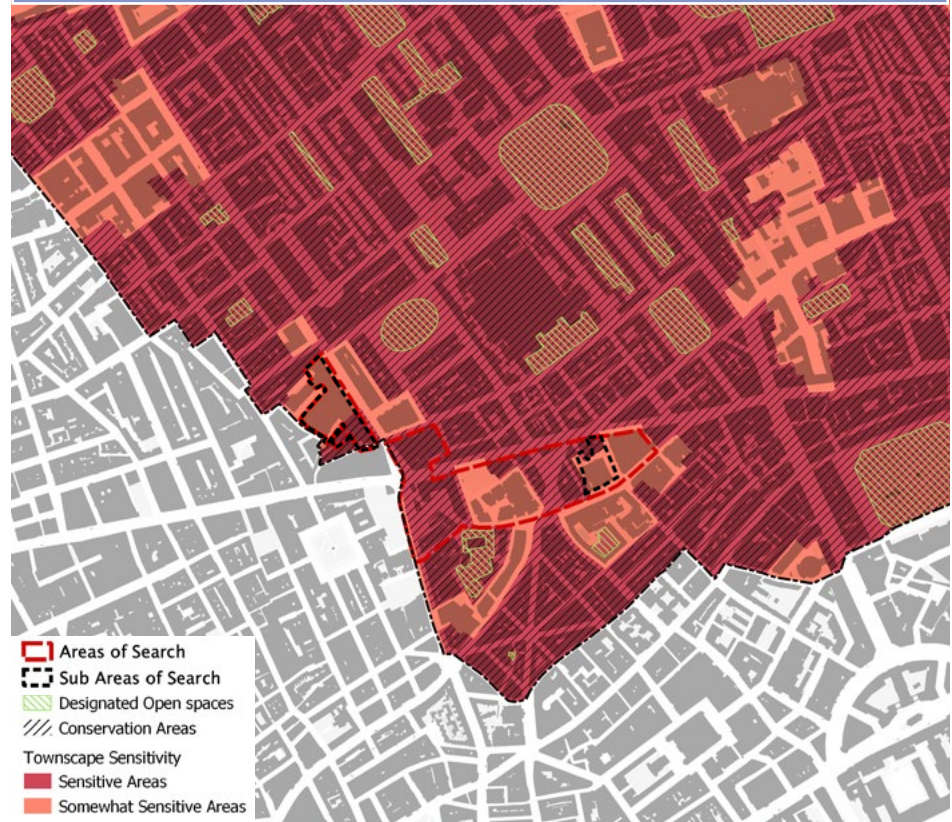 Areas of Search
Sub Areas of Search
Designated Open spaces
Conservation Areas
Townscape Sensitivity
Sensitive Areas
Somewhat Sensitive Areas